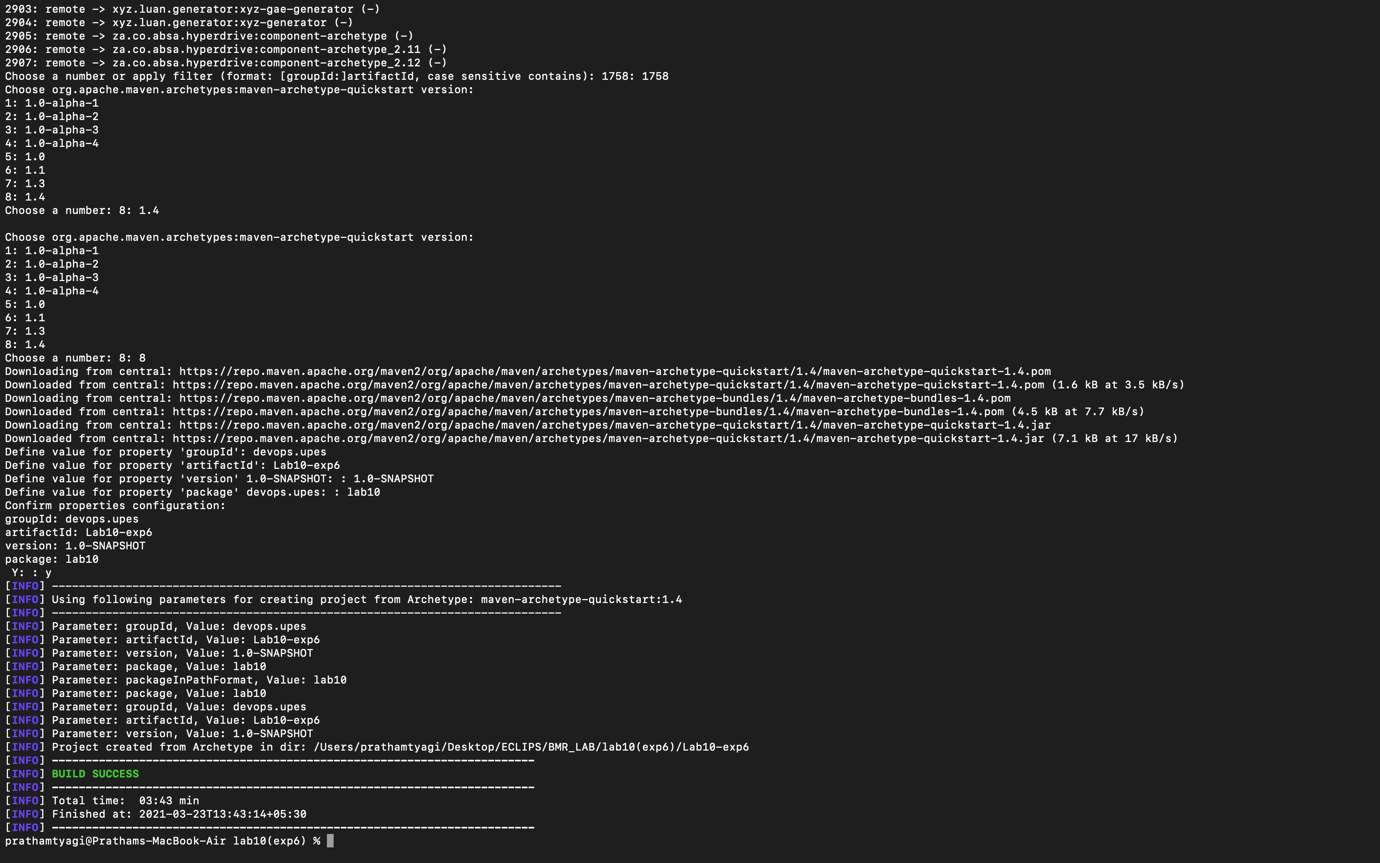 2903: remote -> xyz.luan.generator:xyz-gae-generator (-)
2904: remote -> xyz.luan.generator:xyz-generator (-)
2905: remote -> za.co.absa.hyperdrive:component-archetype (-)
2906: remote -> za.co.absa.hyperdrive:component-archetype_2.11 (-)
2907: remote -> za.co.absa.hyperdrive:component-archetype_2.12 (-)
Choose a number or apply filter (format: [groupId:]artifactId, case sensitive contains): 1758: 1758
Choose org.apache.maven.archetypes:maven-archetype-quickstart version:
1: 1.0-alpha-1
2: 1.0-alpha-2
3: 1.0-alpha-3
4: 1.0-alpha-4
5: 1.0
6: 1.1
7: 1.3
8: 1.4
Choose a number: 8: 1.4
Choose org.apache.maven.archetypes:maven-archetype-quickstart version:
1: 1.0-alpha-1
2: 1.0-alpha-2
3: 1.0-alpha-3
4: 1.0-alpha-4
5: 1.0
6: 1.1
7: 1.3
8: 1.4
Choose a number: 8: 8
Downloading from central: https://repo.maven.apache.org/maven2/org/apache/maven/archetypes/maven-archetype-quickstart/1.4/maven-archetype-quickstart-1.4.pom
Downloaded from central: https://repo.maven.apache.org/maven2/org/apache/maven/archetypes/maven-archetype-quickstart/1.4/maven-archetype-quickstart-1.4.pom (1.6 kB at 3.5 kB/s)
Downloading from central: https://repo.maven.apache.org/maven2/org/apache/maven/archetypes/maven-archetype-bundles/1.4/maven-archetype-bundles-1.4.pom
Downloaded from central: https://repo.maven.apache.org/maven2/org/apache/maven/archetypes/maven-archetype-bundles/1.4/maven-archetype-bundles-1.4.pom (4.5 kB at 7.7 kB/s)
Downloading from central: https://repo.maven.apache.org/maven2/org/apache/maven/archetypes/maven-archetype-quickstart/1.4/maven-archetype-quickstart-1.4.jar
Downloaded from central: https://repo.maven.apache.org/maven2/org/apache/maven/archetypes/maven-archetype-quickstart/1.4/maven-archetype-quickstart-1.4.jar (7.1 kB at 17 kB/s)
Define value for property 'groupId': devops.upes
Define value for property 'artifactId': Lab10-exp6
Define value for property 'version' 1.0-SNAPSHOT: : 1.0-SNAPSHOT
Define value for property 'package' devops.upes: : lab10
Confirm properties configuration:
groupId: devops.upes
artifactId: Lab10-exp6
version: 1.0-SNAPSHOT
package: lab10
 Y: : y
[INFO] ----------------------------------------------------------------------------
[INFO] Using following parameters for creating project from Archetype: maven-archetype-quickstart:1.4
[INFO] ----------------------------------------------------------------------------
[INFO] Parameter: groupId, Value: devops.upes
[INFO] Parameter: artifactId, Value: Lab10-exp6
[INFO] Parameter: version, Value: 1.0-SNAPSHOT
[INFO] Parameter: package, Value: lab10
[INFO] Parameter: packageInPathFormat, Value: lab10
[INFO] Parameter: package, Value: lab10
[INFO] Parameter: groupId, Value: devops.upes
[INFO] Parameter: artifactId, Value: Lab10-exp6
[INFO] Parameter: version, Value: 1.0-SNAPSHOT
[INFO] Project created from Archetype in dir: /Users/prathamtyagi/Desktop/ECLIPS/BMR_LAB/lab10(exp6)/Lab10-exp6
[INFO] ------------------------------------------------------------------------
[INFO] BUILD SUCCESS
[INFO] ------------------------------------------------------------------------
[INFO] Total time:  03:43 min
[INFO] Finished at: 2021-03-23T13:43:14+05:30
[INFO] ------------------------------------------------------------------------
prathamtyagi@Prathams-MacBook-Air lab10(exp6) %